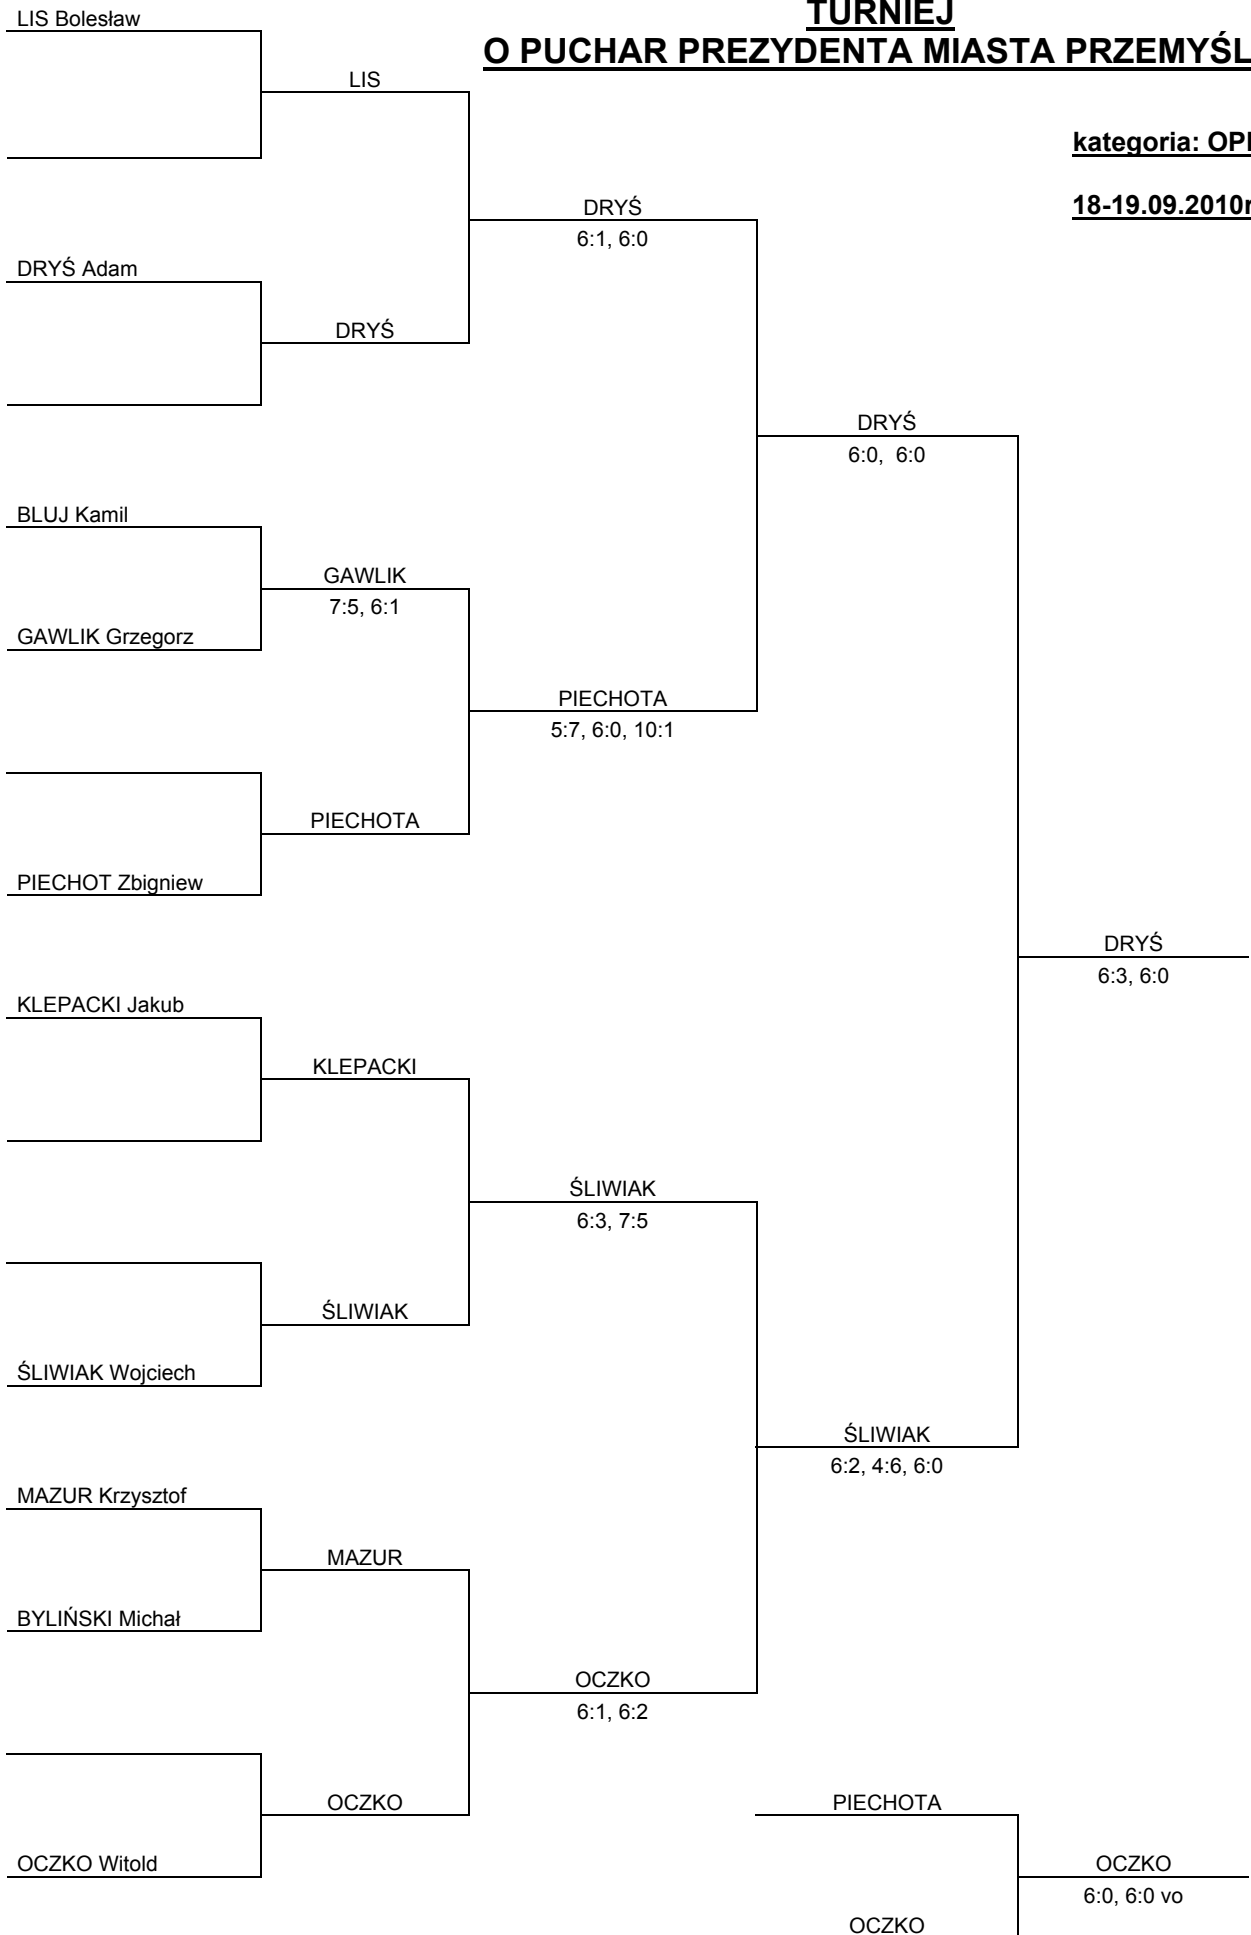 TURNIEJ
O PUCHAR PREZYDENTA MIASTA PRZEMYŚL
kategoria: OP
18-19.09.2010r
LIS Bolesław
LIS
DRYŚ
6:1, 6:0
DRYŚ Adam
DRYŚ
DRYŚ
6:0, 6:0
BLUJ Kamil
GAWLIK
7:5, 6:1
GAWLIK Grzegorz
PIECHOTA
5:7, 6:0, 10:1
PIECHOTA
PIECHOT Zbigniew
DRYŚ
6:3, 6:0
KLEPACKI Jakub
KLEPACKI
ŚLIWIAK
6:3, 7:5
ŚLIWIAK
ŚLIWIAK Wojciech
ŚLIWIAK
6:2, 4:6, 6:0
MAZUR Krzysztof
MAZUR
BYLIŃSKI Michał
OCZKO
6:1, 6:2
OCZKO
PIECHOTA
OCZKO Witold
OCZKO
6:0, 6:0 vo
OCZKO